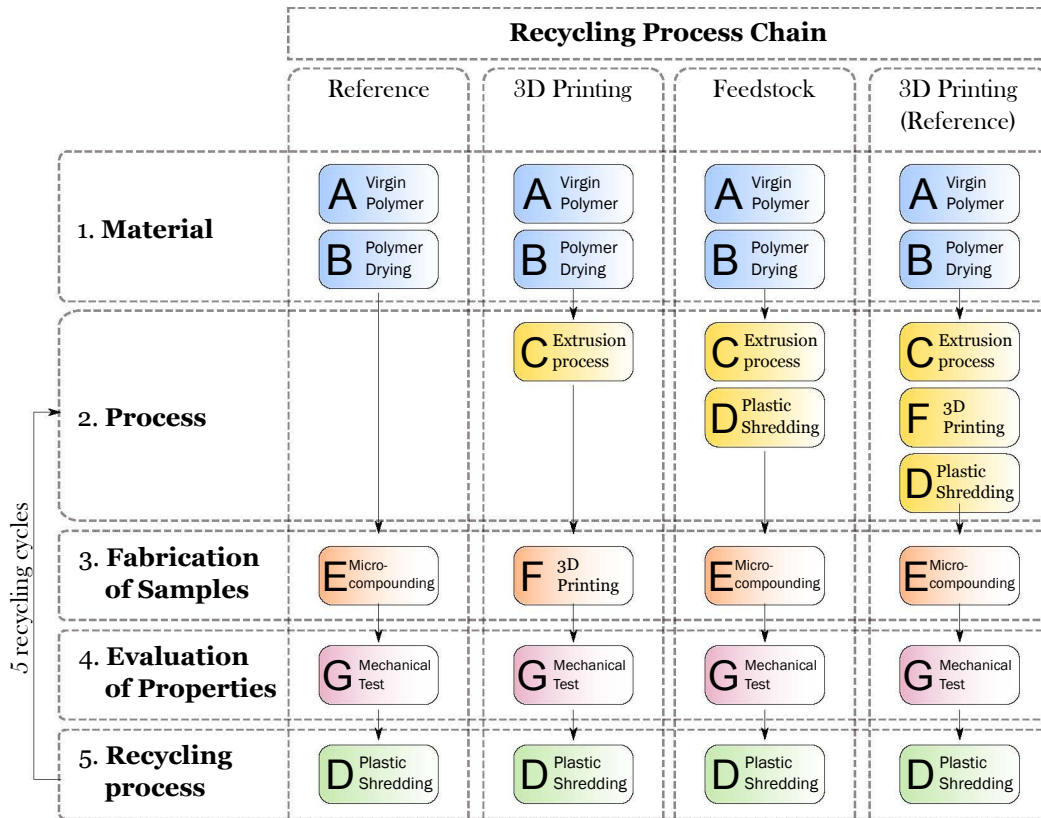 Recycling Process Chain
Reference
3D Printing
Feedstock
3D Printing
(Reference)
1. Material
A Virgin
Polymer
A Virgin
Polymer
A Virgin
Polymer
A Virgin
Polymer
B Polymer
Drying
B Polymer
Drying
B Polymer
Drying
B Polymer
Drying
2. Process
C Extrusion
process
C Extrusion
process
C Extrusion
process
D Plastic
Shredding
F 3D
Printing
D Plastic
Shredding
3. Fabrication
of Samples
E Micro-
compounding
F 3D
Printing
E Micro-
compounding
E Micro-
compounding
4. Evaluation
of Properties
G Mechanical
Test
G Mechanical
Test
G Mechanical
Test
G Mechanical
Test
5. Recycling
process
D Plastic
Shredding
D Plastic
Shredding
D Plastic
Shredding
D Plastic
Shredding
5 recycling cycles